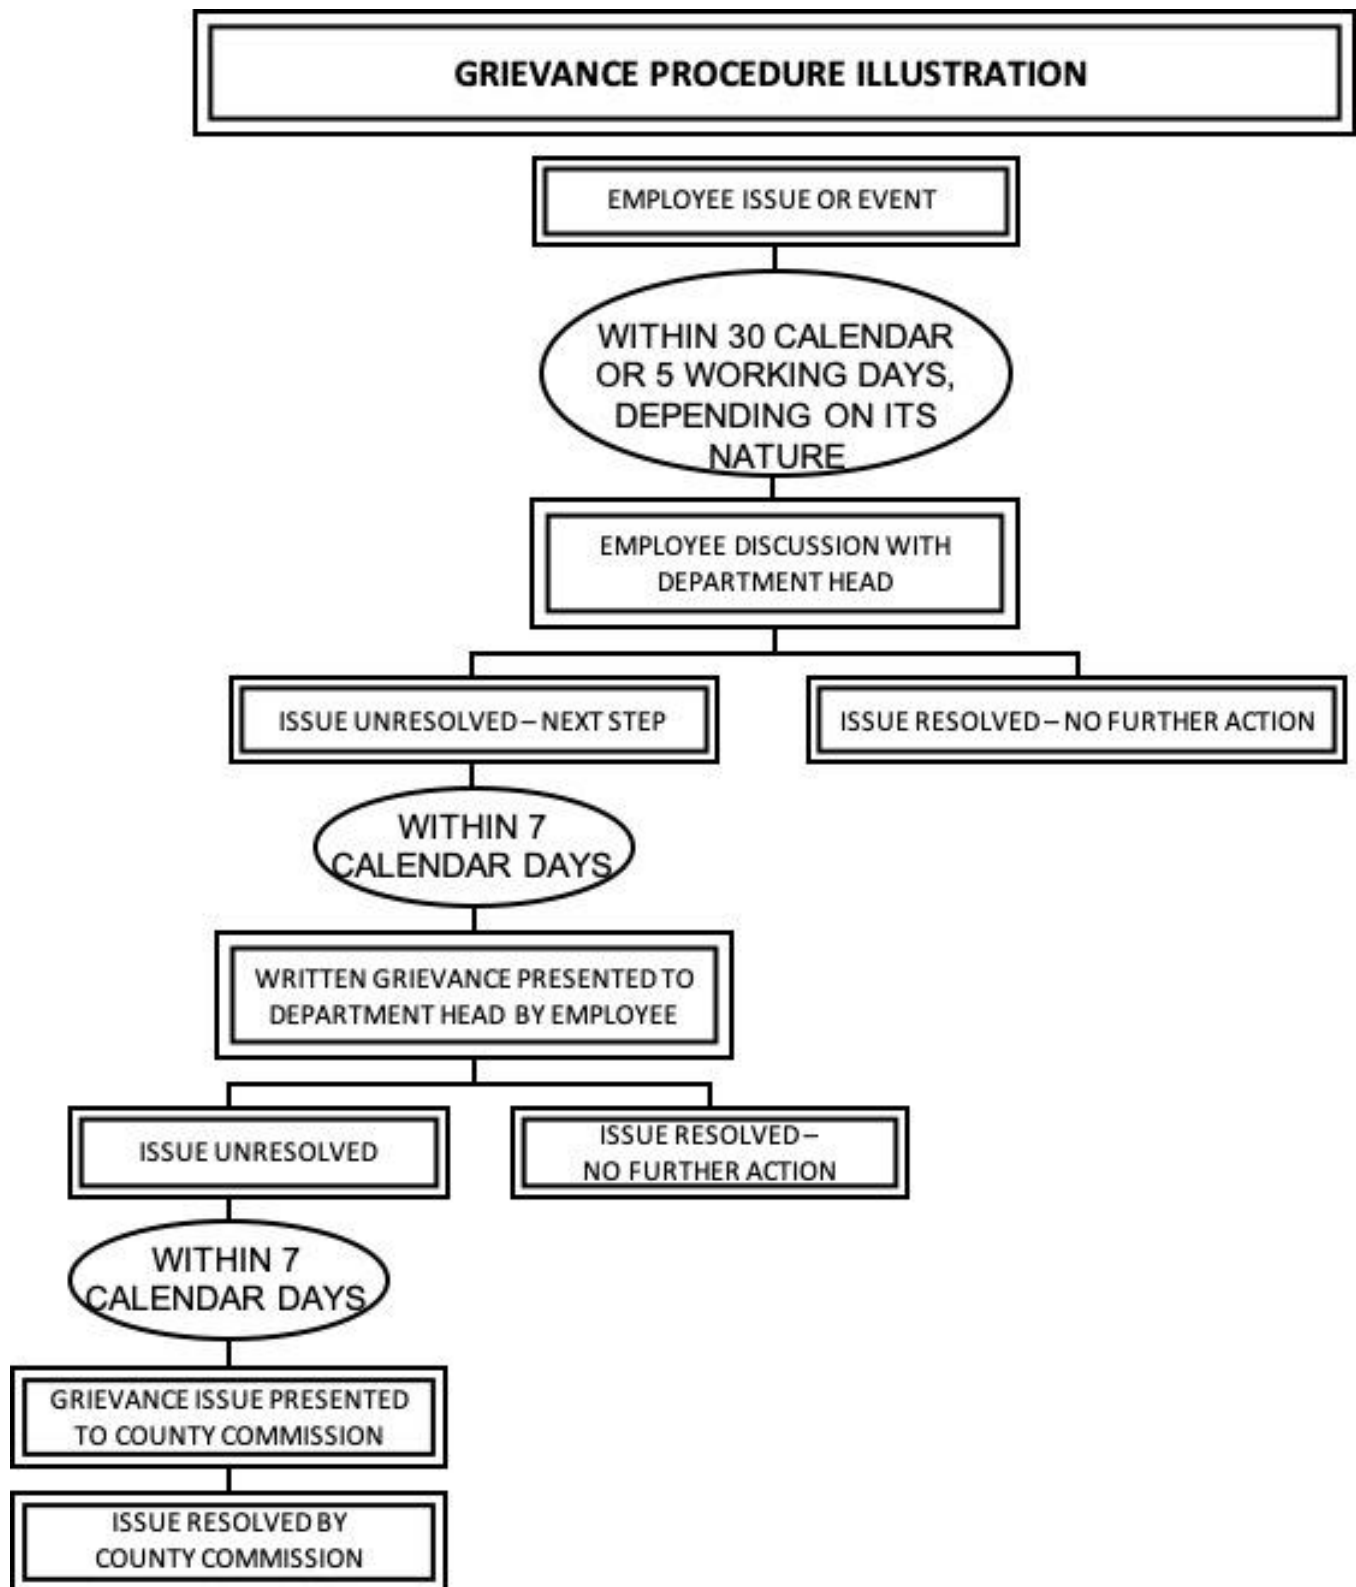 GRIEVANCE PROCEDURE ILLUSTRATION
EMPLOYEE ISSUE OR EVENT
WITHIN 30 CALENDAR
OR 5 WORKING DAYS,
DEPENDING ON ITS
NATURE
EMPLOYEE DISCUSSION WITH
DEPARTMENT HEAD
ISSUE UNRESOLVED – NEXT STEP
ISSUE RESOLVED – NO FURTHER ACTION
WITHIN 7
CALENDAR DAYS
WRITTEN GRIEVANCE PRESENTED TO
DEPARTMENT HEAD BY EMPLOYEE
ISSUE UNRESOLVED
ISSUE RESOLVED –
NO FURTHER ACTION
WITHIN 7
CALENDAR DAYS
GRIEVANCE ISSUE PRESENTED
TO COUNTY COMMISSION
ISSUE RESOLVED BY
COUNTY COMMISSION